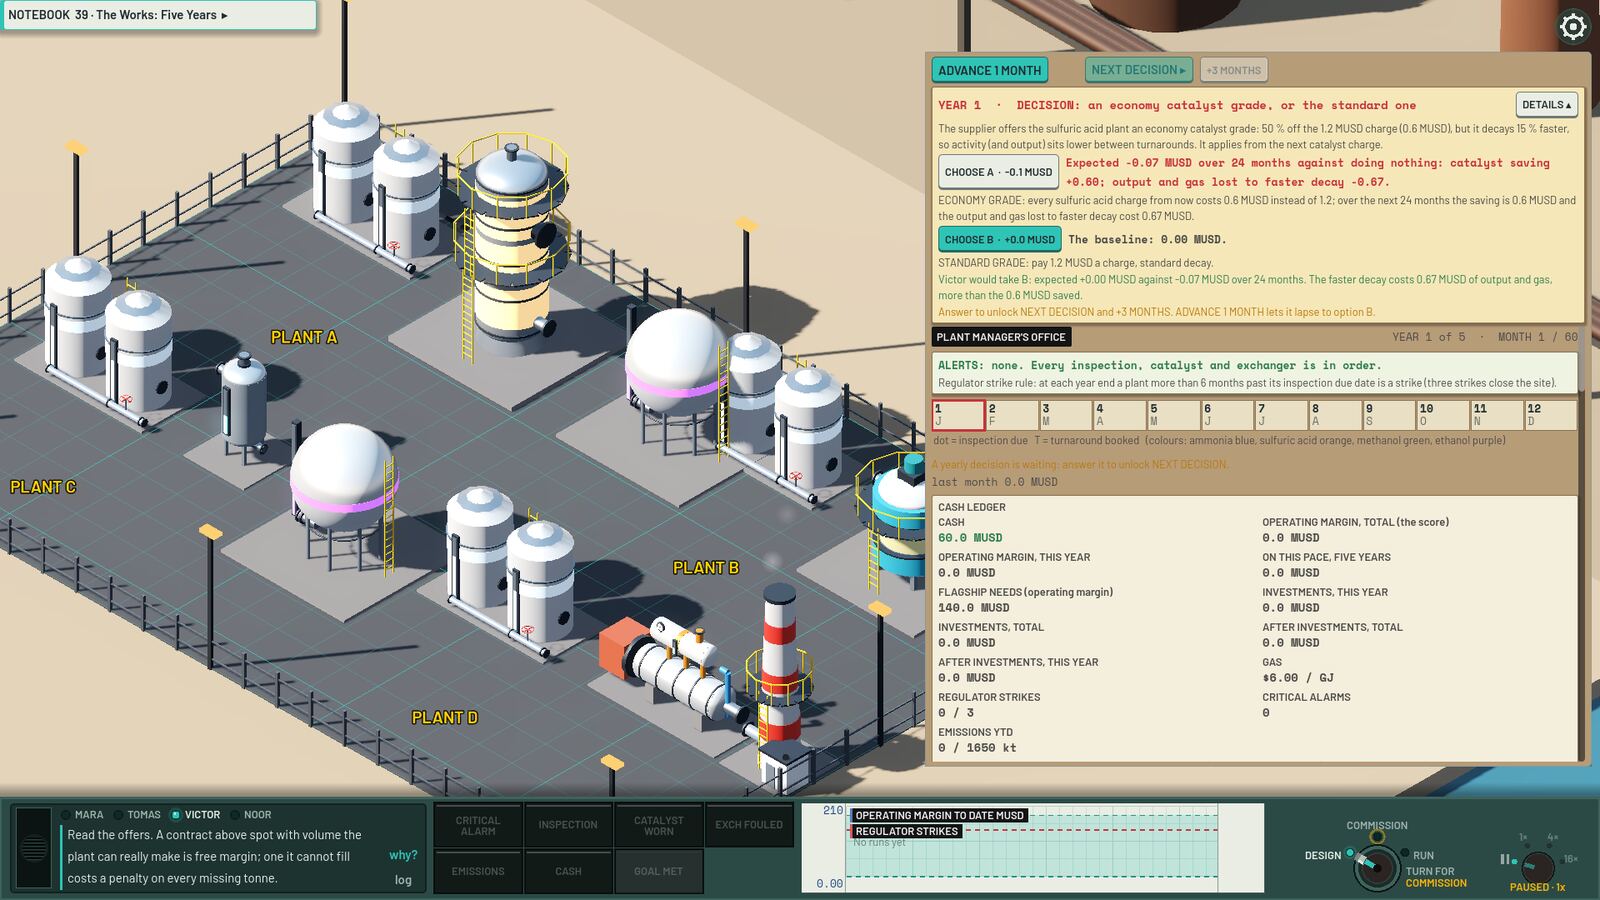 NOTEBOOK 39 · The Works: Five Years ▸
ADVANCE 1 MONTH
NEXT DECISION ▸
+3 MONTHS
YEAR 1 · DECISION: an economy catalyst grade, or the standard one
DETAILS ▴
The supplier offers the sulfuric acid plant an economy catalyst grade: 50 % off the 1.2 MUSD charge (0.6 MUSD), but it decays 15 % faster,
so activity (and output) sits lower between turnarounds. It applies from the next catalyst charge.
CHOOSE A · -0.1 MUSD
Expected -0.07 MUSD over 24 months against doing nothing: catalyst saving
+0.60; output and gas lost to faster decay -0.67.
ECONOMY GRADE: every sulfuric acid charge from now costs 0.6 MUSD instead of 1.2; over the next 24 months the saving is 0.6 MUSD and
the output and gas lost to faster decay cost 0.67 MUSD.
CHOOSE B · +0.0 MUSD
The baseline: 0.00 MUSD.
STANDARD GRADE: pay 1.2 MUSD a charge, standard decay.
Victor would take B: expected +0.00 MUSD against -0.07 MUSD over 24 months. The faster decay costs 0.67 MUSD of output and gas,
more than the 0.6 MUSD saved.
Answer to unlock NEXT DECISION and +3 MONTHS. ADVANCE 1 MONTH lets it lapse to option B.
PLANT MANAGER'S OFFICE
YEAR 1 of 5 · MONTH 1 / 60
ALERTS: none. Every inspection, catalyst and exchanger is in order.
Regulator strike rule: at each year end a plant more than 6 months past its inspection due date is a strike (three strikes close the site).
1 2 3 4 5 6 7 8 9 10 11 12
J F M A M J J A S O N D
dot = inspection due T = turnaround booked (colours: ammonia blue, sulfuric acid orange, methanol green, ethanol purple)
A yearly decision is waiting: answer it to unlock NEXT DECISION.
last month 0.0 MUSD
CASH LEDGER
CASH
60.0 MUSD
OPERATING MARGIN, TOTAL (the score)
0.0 MUSD
OPERATING MARGIN, THIS YEAR
0.0 MUSD
ON THIS PACE, FIVE YEARS
0.0 MUSD
FLAGSHIP NEEDS (operating margin)
140.0 MUSD
INVESTMENTS, THIS YEAR
0.0 MUSD
INVESTMENTS, TOTAL
0.0 MUSD
AFTER INVESTMENTS, TOTAL
0.0 MUSD
AFTER INVESTMENTS, THIS YEAR
0.0 MUSD
GAS
$6.00 / GJ
REGULATOR STRIKES
0 / 3
CRITICAL ALARMS
0
EMISSIONS YTD
0 / 1650 kt
PLANT A
PLANT C
PLANT B
PLANT D
MARA
TOMAS
VICTOR
NOOR
Read the offers. A contract above spot with volume the
plant can really make is free margin; one it cannot fill
costs a penalty on every missing tonne.
why?
log
CRITICAL ALARM
INSPECTION
CATALYST WORN
EXCH FOULED
EMISSIONS
CASH
GOAL MET
210
OPERATING MARGIN TO DATE MUSD
REGULATOR STRIKES
No runs yet
0.00
COMMISSION
DESIGN
RUN
TURN FOR
COMMISSION
1×
4×
16×
PAUSED · 1x